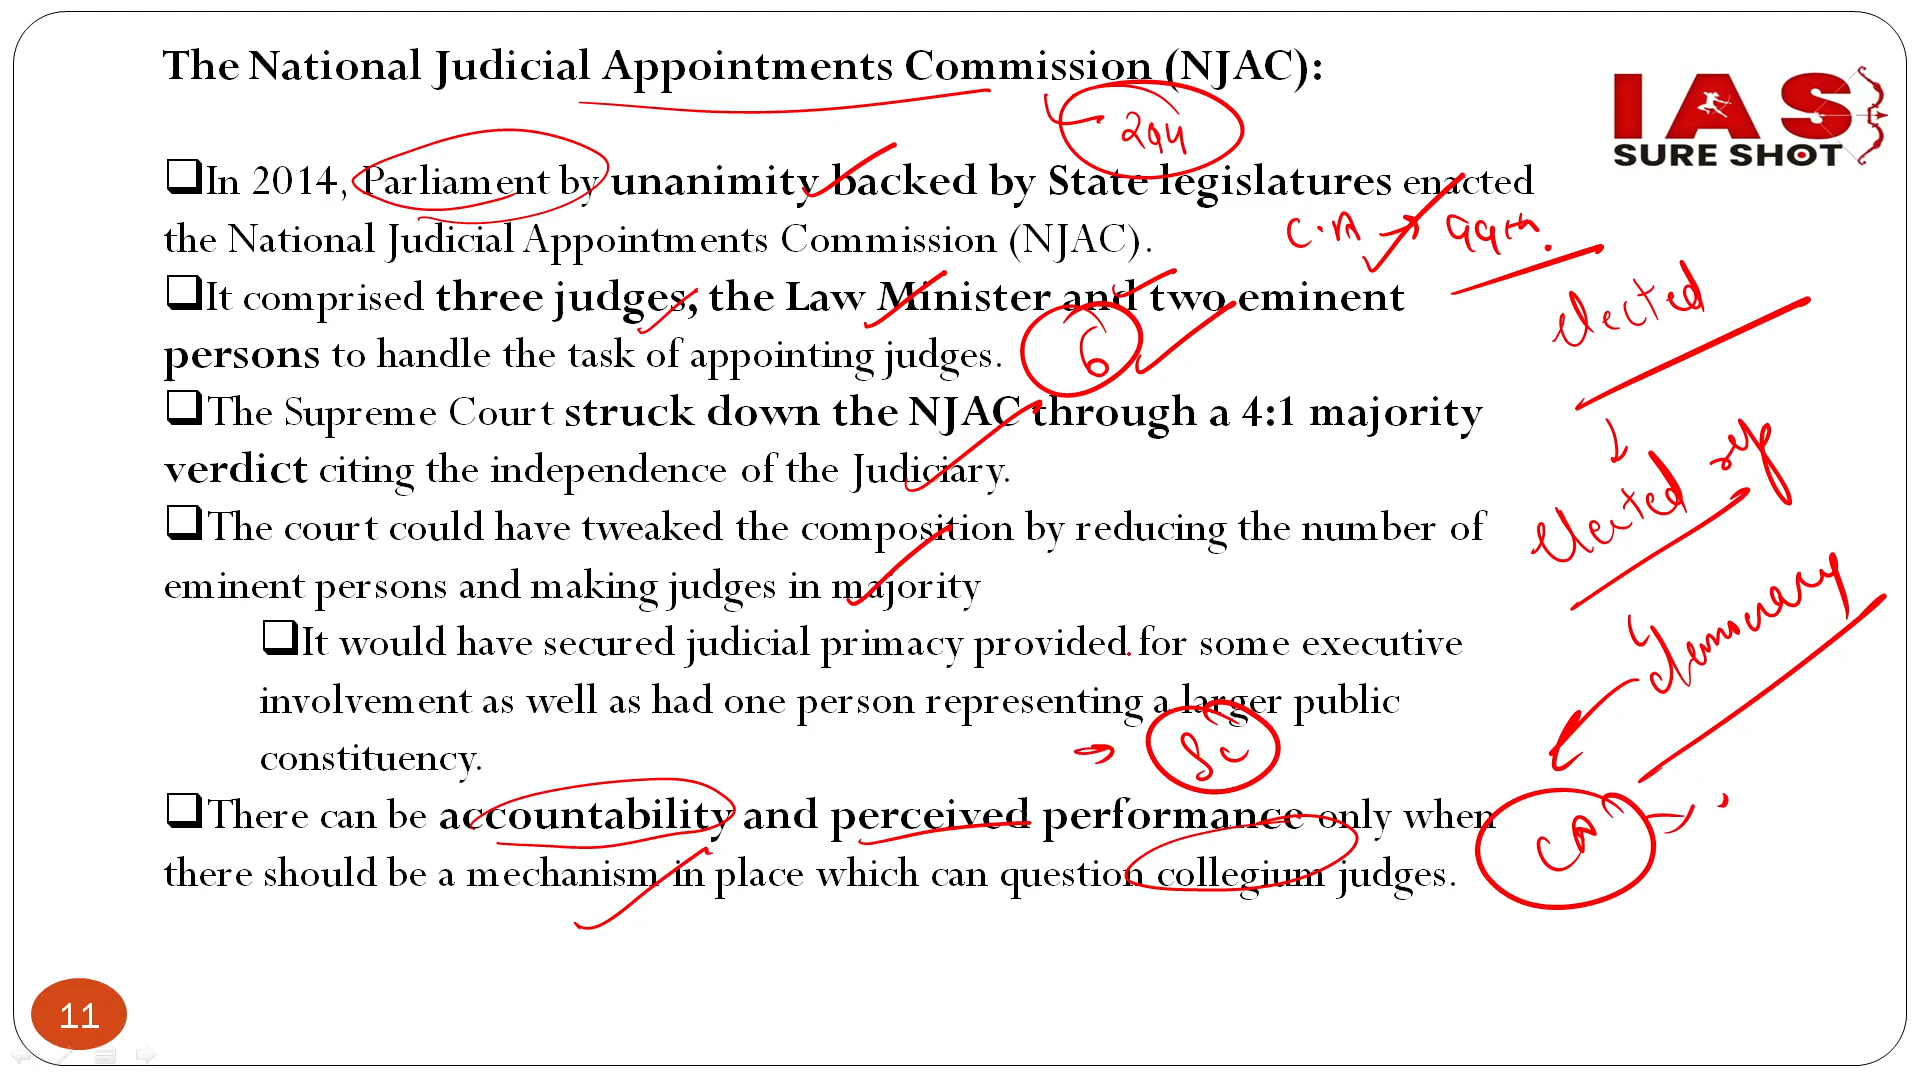 The National Judicial Appointments Commission (NJAC):
IAS
SURE SHOT
294
In 2014, Parliament by unanimity backed by State legislatures enacted
C.A → 99th.
the National Judicial Appointments Commission (NJAC).
It comprised three judges, the Law Minister and two eminent
elected
persons to handle the task of appointing judges.
6
The Supreme Court struck down the NJAC through a 4:1 majority
verdict citing the independence of the Judiciary.
elected rep
The court could have tweaked the composition by reducing the number of
eminent persons and making judges in majority
democracy
It would have secured judicial primacy provided for some executive
involvement as well as had one person representing a larger public
constituency.
SC
There can be accountability and perceived performance only when
there should be a mechanism in place which can question collegium judges.
CA
11